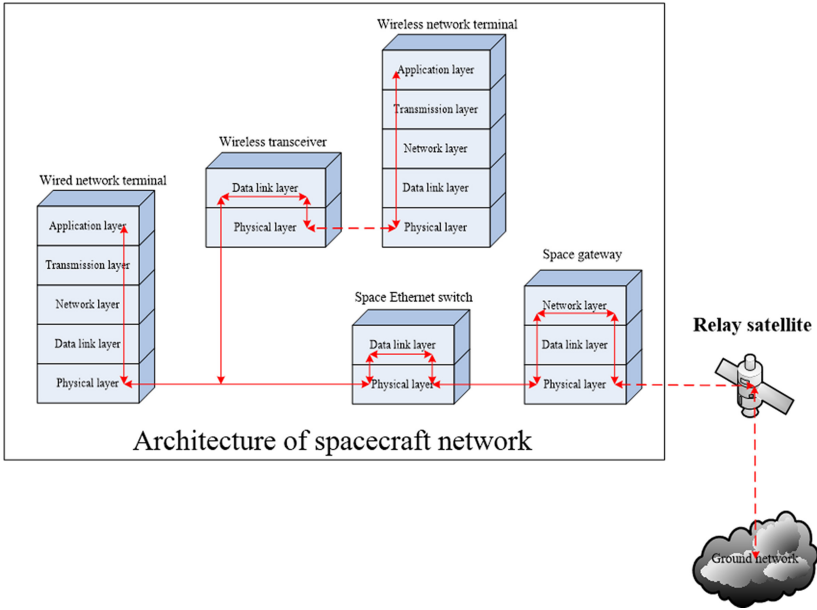 Wireless network terminal
Application layer
Transmission layer
Network layer
Data link layer
Physical layer
Wireless transceiver
Data link layer
Physical layer
Wired network terminal
Application layer
Transmission layer
Network layer
Data link layer
Physical layer
Space Ethernet switch
Data link layer
Physical layer
Space gateway
Network layer
Data link layer
Physical layer
Relay satellite
Ground network
Architecture of spacecraft network